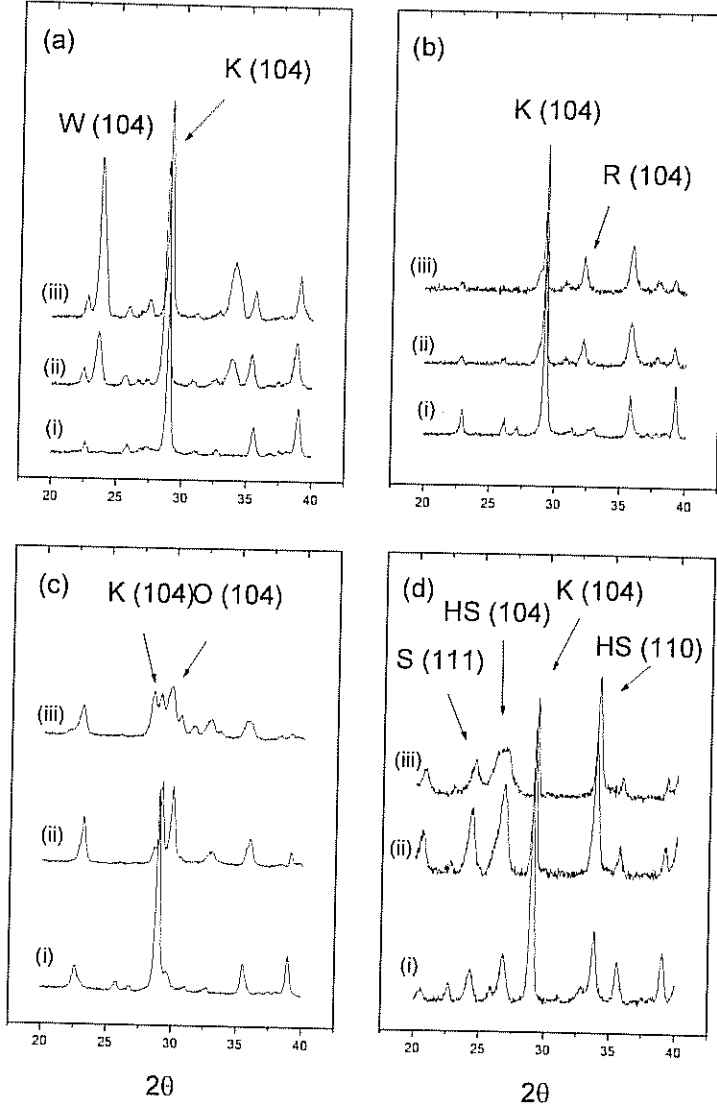 (a)
K (104)
W (104)
(iii)
(ii)
(i)
20 25 30 35 40
(b)
K (104)
R (104)
(iii)
(ii)
(i)
20 25 30 35 40
(c)
K (104)O (104)
(iii)
(ii)
(i)
20 25 30 35 40
2θ
(d)
K (104)
HS (104)
HS (110)
S (111)
(iii)
(ii)
(i)
20 25 30 35 40
2θ